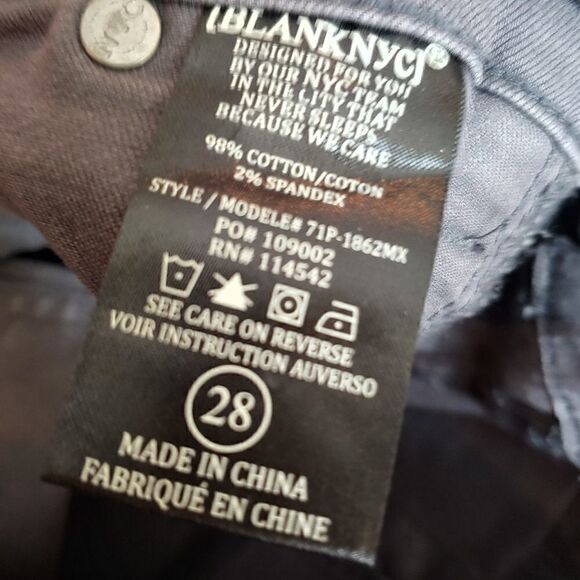 [BLANKNYC]®
DESIGNED FOR YOU
BY OUR NYC TEAM
IN THE CITY THAT
NEVER SLEEPS
BECAUSE WE CARE
98% COTTON/COTON
2% SPANDEX
STYLE / MODELE# 71P-1862MX
PO# 109002
RN# 114542
SEE CARE ON REVERSE
VOIR INSTRUCTION AUVERSO
28
MADE IN CHINA
FABRIQUÉ EN CHINE